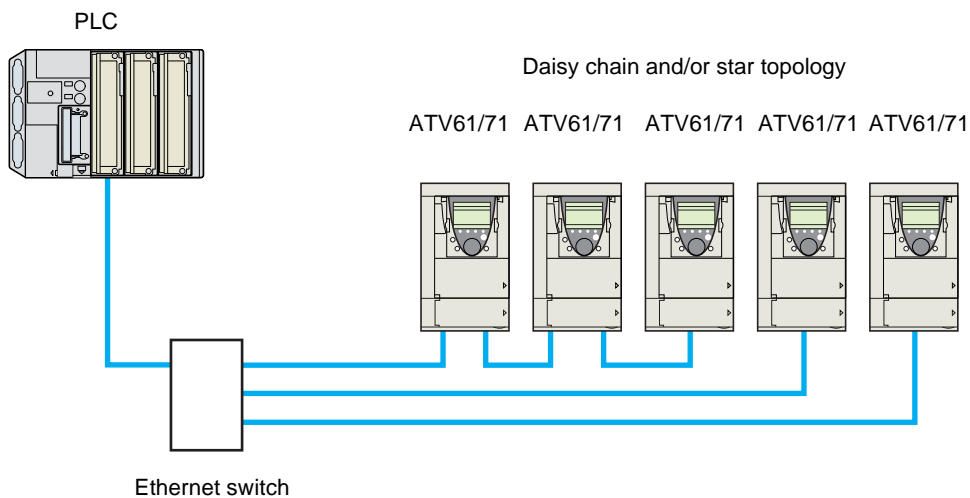 PLC
Daisy chain and/or star topology
ATV61/71 ATV61/71 ATV61/71 ATV61/71 ATV61/71
Ethernet switch